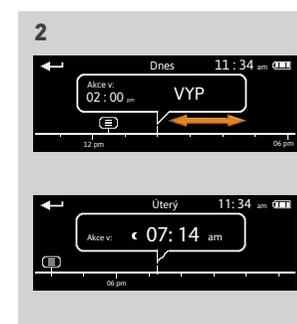 2
Dnes 11 : 34 am
Akce v:
02 : 00 pm VYP
12 pm 06 pm
Úterý 11: 34 am
Akce v: 07: 14 am
06 pm